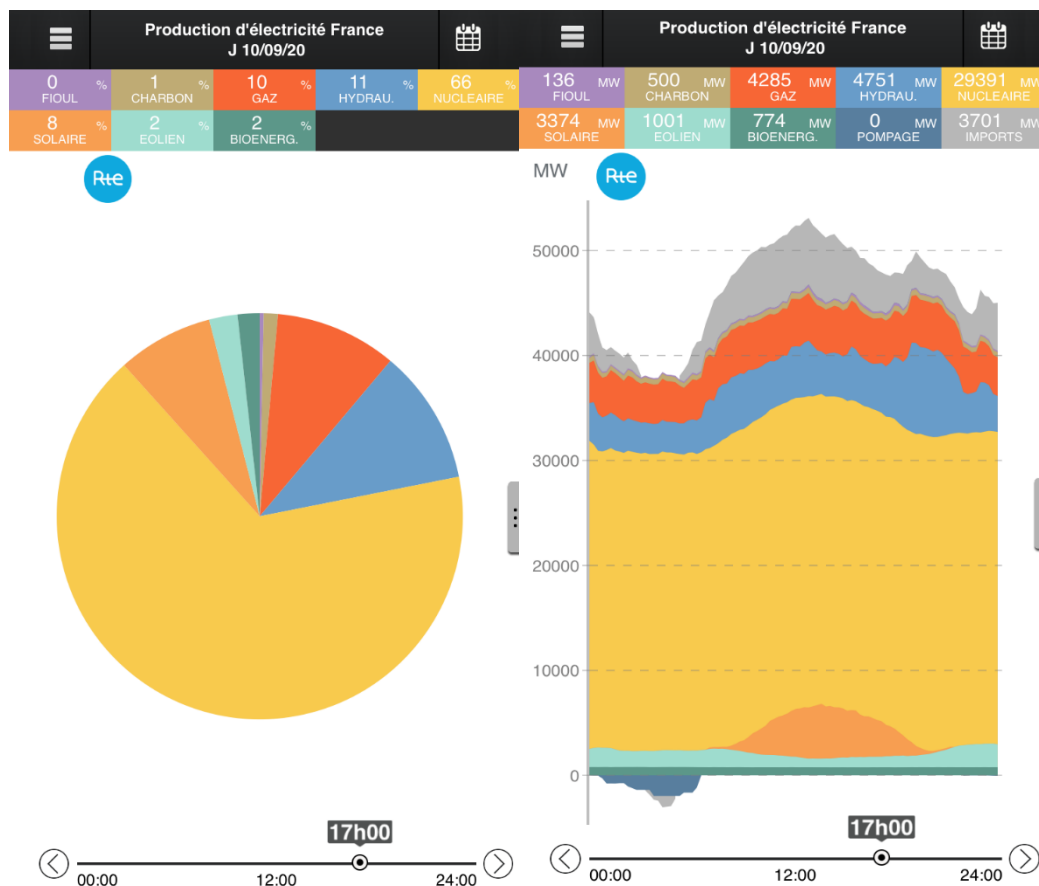 Production d'électricité France
J 10/09/20
0 % 1 % 10 % 11 % 66 %
FIOUL CHARBON GAZ HYDRAU. NUCLEAIRE
8 % 2 % 2 %
SOLAIRE EOLIEN BIOENERG.
Rte
17h00
00:00 12:00 24:00
Production d'électricité France
J 10/09/20
136 MW 500 MW 4285 MW 4751 MW 29391 MW
FIOUL CHARBON GAZ HYDRAU. NUCLEAIRE
3374 MW 1001 MW 774 MW 0 MW 3701 MW
SOLAIRE EOLIEN BIOENERG. POMPAGE IMPORTS
MW
Rte
50000
40000
30000
20000
10000
0
17h00
00:00 12:00 24:00